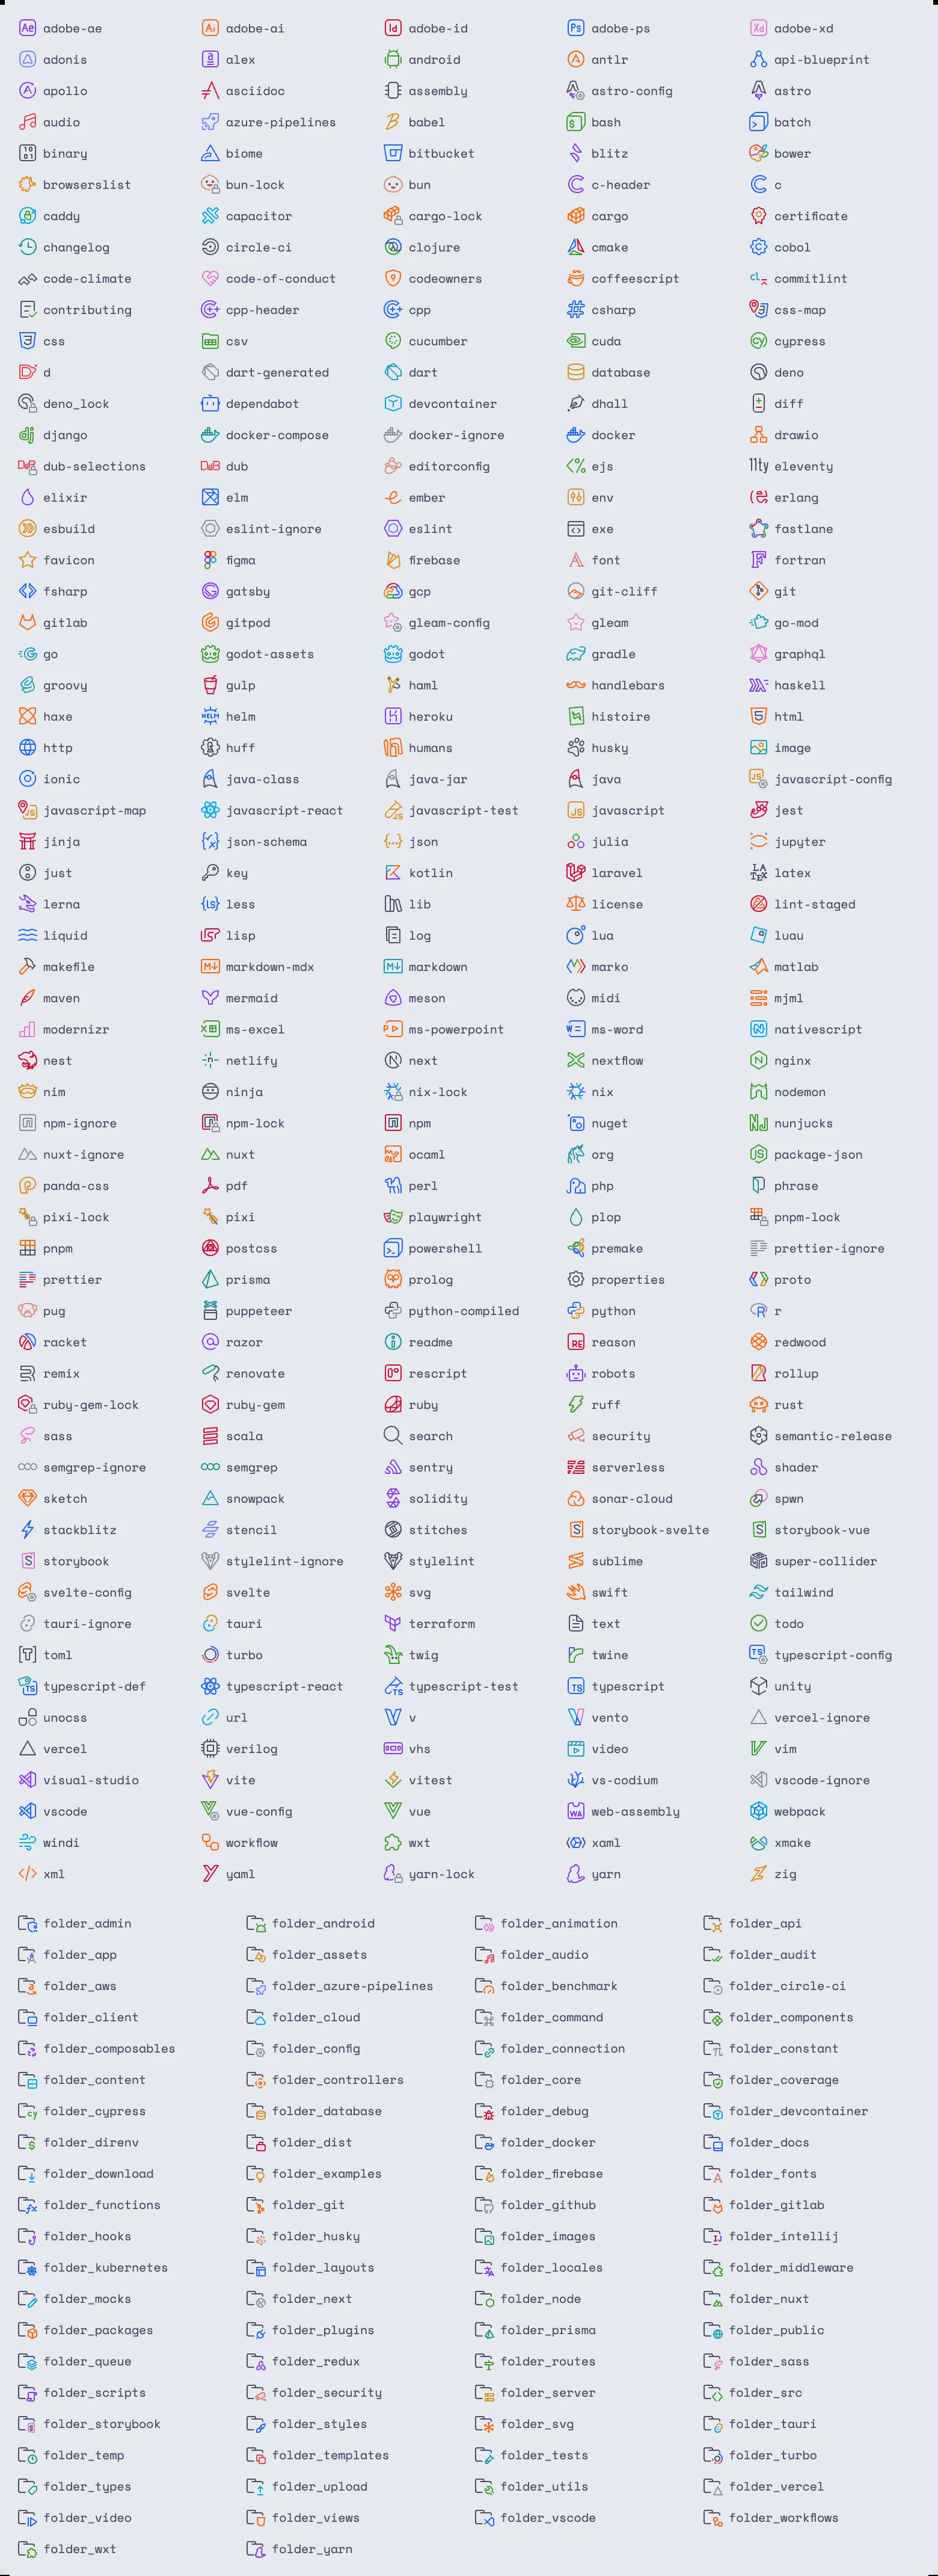 adobe-ae adobe-ai adobe-id adobe-ps adobe-xd
adonis alex android antlr api-blueprint
apollo asciidoc assembly astro-config astro
audio azure-pipelines babel bash batch
binary biome bitbucket blitz bower
browserslist bun-lock bun c-header c
caddy capacitor cargo-lock cargo certificate
changelog circle-ci clojure cmake cobol
code-climate code-of-conduct codeowners coffeescript commitlint
contributing cpp-header cpp csharp css-map
css csv cucumber cuda cypress
d dart-generated dart database deno
deno_lock dependabot devcontainer dhall diff
django docker-compose docker-ignore docker drawio
dub-selections dub editorconfig ejs eleventy
elixir elm ember env erlang
esbuild eslint-ignore eslint exe fastlane
favicon figma firebase font fortran
fsharp gatsby gcp git-cliff git
gitlab gitpod gleam-config gleam go-mod
go godot-assets godot gradle graphql
groovy gulp haml handlebars haskell
haxe helm heroku histoire html
http huff humans husky image
ionic java-class java-jar java javascript-config
javascript-map javascript-react javascript-test javascript jest
jinja json-schema json julia jupyter
just key kotlin laravel latex
lerna less lib license lint-staged
liquid lisp log lua luau
makefile markdown-mdx markdown marko matlab
maven mermaid meson midi mjml
modernizr ms-excel ms-powerpoint ms-word nativescript
nest netlify next nextflow nginx
nim ninja nix-lock nix nodemon
npm-ignore npm-lock npm nuget nunjucks
nuxt-ignore nuxt ocaml org package-json
panda-css pdf perl php phrase
pixi-lock pixi playwright plop pnpm-lock
pnpm postcss powershell premake prettier-ignore
prettier prisma prolog properties proto
pug puppeteer python-compiled python r
racket razor readme reason redwood
remix renovate rescript robots rollup
ruby-gem-lock ruby-gem ruby ruff rust
sass scala search security semantic-release
semgrep-ignore semgrep sentry serverless shader
sketch snowpack solidity sonar-cloud spwn
stackblitz stencil stitches storybook-svelte storybook-vue
storybook stylelint-ignore stylelint sublime super-collider
svelte-config svelte svg swift tailwind
tauri-ignore tauri terraform text todo
toml turbo twig twine typescript-config
typescript-def typescript-react typescript-test typescript unity
unocss url v vento vercel-ignore
vercel verilog vhs video vim
visual-studio vite vitest vs-codium vscode-ignore
vscode vue-config vue web-assembly webpack
windi workflow wxt xaml xmake
xml yaml yarn-lock yarn zig
folder_admin folder_android folder_animation folder_api
folder_app folder_assets folder_audio folder_audit
folder_aws folder_azure-pipelines folder_benchmark folder_circle-ci
folder_client folder_cloud folder_command folder_components
folder_composables folder_config folder_connection folder_constant
folder_content folder_controllers folder_core folder_coverage
folder_cypress folder_database folder_debug folder_devcontainer
folder_direnv folder_dist folder_docker folder_docs
folder_download folder_examples folder_firebase folder_fonts
folder_functions folder_git folder_github folder_gitlab
folder_hooks folder_husky folder_images folder_intellij
folder_kubernetes folder_layouts folder_locales folder_middleware
folder_mocks folder_next folder_node folder_nuxt
folder_packages folder_plugins folder_prisma folder_public
folder_queue folder_redux folder_routes folder_sass
folder_scripts folder_security folder_server folder_src
folder_storybook folder_styles folder_svg folder_tauri
folder_temp folder_templates folder_tests folder_turbo
folder_types folder_upload folder_utils folder_vercel
folder_video folder_views folder_vscode folder_workflows
folder_wxt folder_yarn